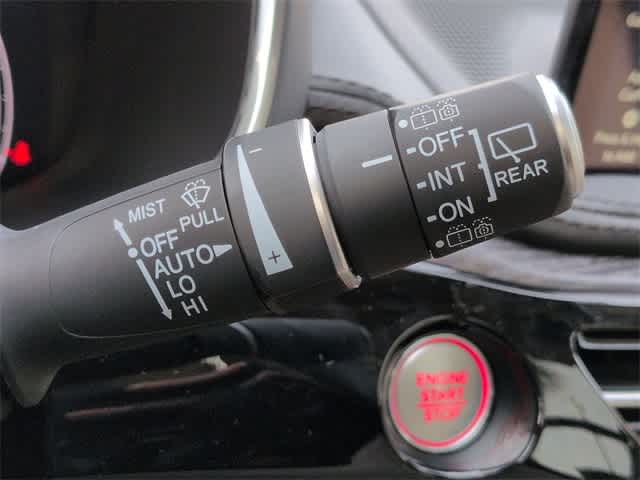 MIST
PULL
OFF
AUTO
LO
HI
-
+
OFF
INT
ON
REAR
ENGINE
START
STOP